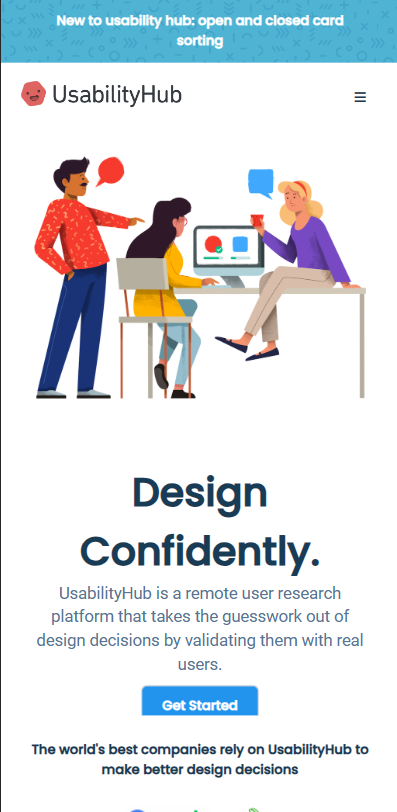 New to usability hub: open and closed card
sorting
UsabilityHub
Design
Confidently.
UsabilityHub is a remote user research
platform that takes the guesswork out of
design decisions by validating them with real
users.
Get Started
The world's best companies rely on UsabilityHub to
make better design decisions